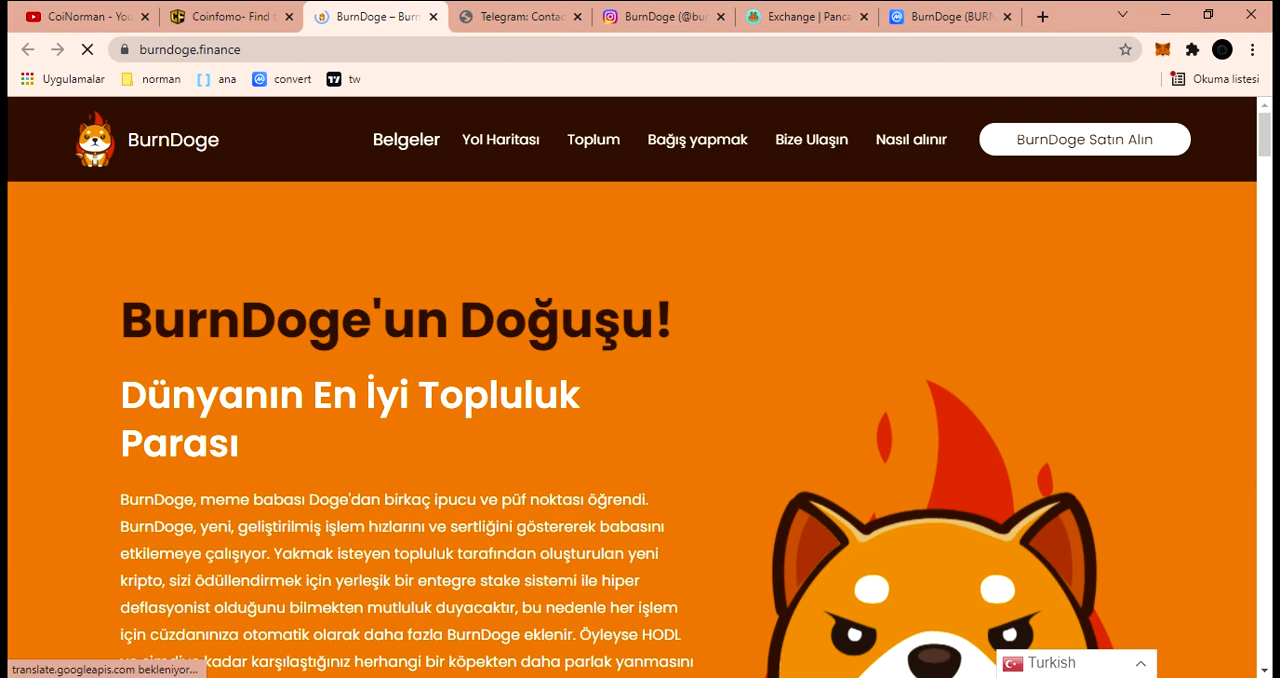 CoiNorman - You
Coinfomo- Find t
BurnDoge – Burn
Telegram: Contac
BurnDoge (@bur
Exchange | Panca
BurnDoge (BURN
burndoge.finance
Uygulamalar
norman
ana
convert
tw
Okuma listesi
BurnDoge
Belgeler
Yol Haritası
Toplum
Bağış yapmak
Bize Ulaşın
Nasıl alınır
BurnDoge Satın Alın
BurnDoge'un Doğuşu!
Dünyanın En İyi Topluluk
Parası
BurnDoge, meme babası Doge'dan birkaç ipucu ve püf noktası öğrendi.
BurnDoge, yeni, geliştirilmiş işlem hızlarını ve sertliğini göstererek babasını
etkilemeye çalışıyor. Yakmak isteyen topluluk tarafından oluşturulan yeni
kripto, sizi ödüllendirmek için yerleşik bir entegre stake sistemi ile hiper
deflasyonist olduğunu bilmekten mutluluk duyacaktır, bu nedenle her işlem
için cüzdanınıza otomatik olarak daha fazla BurnDoge eklenir. Öyleyse HODL
kadar karşılaştığınız herhangi bir köpekten daha parlak yanmasını
translate.googleapis.com bekleniyor...
Turkish